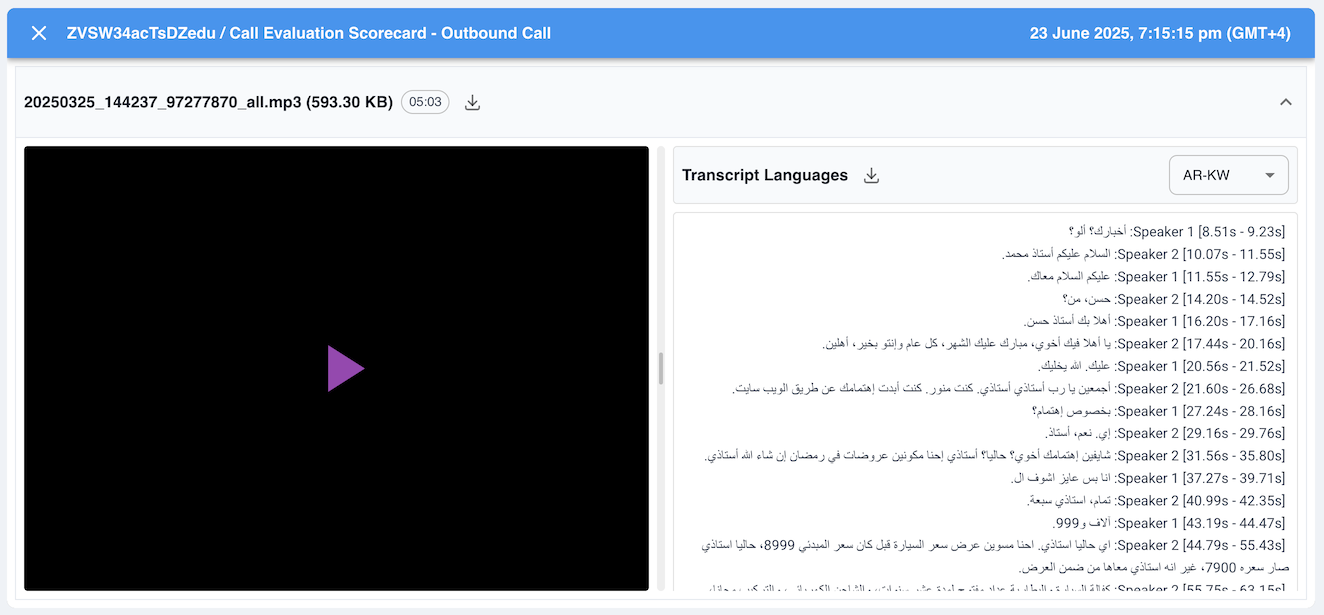 ZVSW34acTsDZedu / Call Evaluation Scorecard - Outbound Call
23 June 2025, 7:15:15 pm (GMT+4)
20250325_144237_97277870_all.mp3 (593.30 KB)
05:03
Transcript Languages
AR-KW
Speaker 1 [8.51s - 9.23s]: أخبارك؟ ألو؟
Speaker 2 [10.07s - 11.55s]: السلام عليكم أستاذ محمد.
Speaker 1 [11.55s - 12.79s]: عليكم السلام معاك.
Speaker 2 [14.20s - 14.52s]: حسن، من؟
Speaker 1 [16.20s - 17.16s]: أهلا بك أستاذ حسن.
Speaker 2 [17.44s - 20.16s]: يا أهلا فيك أخوي، مبارك عليك الشهر، كل عام وإنتو بخير، أهلين.
Speaker 1 [20.56s - 21.52s]: عليك. الله يخليك.
Speaker 2 [21.60s - 26.68s]: أجمعين يا رب أستاذي أستاذي. كنت منور. كنت أبدت إهتمامك عن طريق الويب سايت.
Speaker 1 [27.24s - 28.16s]: بخصوص إهتمام؟
Speaker 2 [29.16s - 29.76s]: إي. نعم، أستاذ.
Speaker 2 [31.56s - 35.80s]: شايفين إهتمامك أخوي؟ حاليا؟ أستاذي إحنا مكونين عروضات في رمضان إن شاء الله أستاذي.
Speaker 1 [37.27s - 39.71s]: انا بس عايز اشوف ال.
Speaker 2 [40.99s - 42.35s]: تمام، استاذي سبعة.
Speaker 1 [43.19s - 44.47s]: آلاف و999.
Speaker 2 [44.79s - 55.43s]: اي حاليا استاذي. احنا مسوين عرض سعر السيارة قبل كان سعر المبدئي 8999، حاليا استاذي
صار سعره 7900، غير انه استاذي معاها من ضمن العرض.
Speaker 2 [55.75s - 63.15s]: كفالة السيارة والبطارية عداد مفتوح لمدة عشر سنوات،